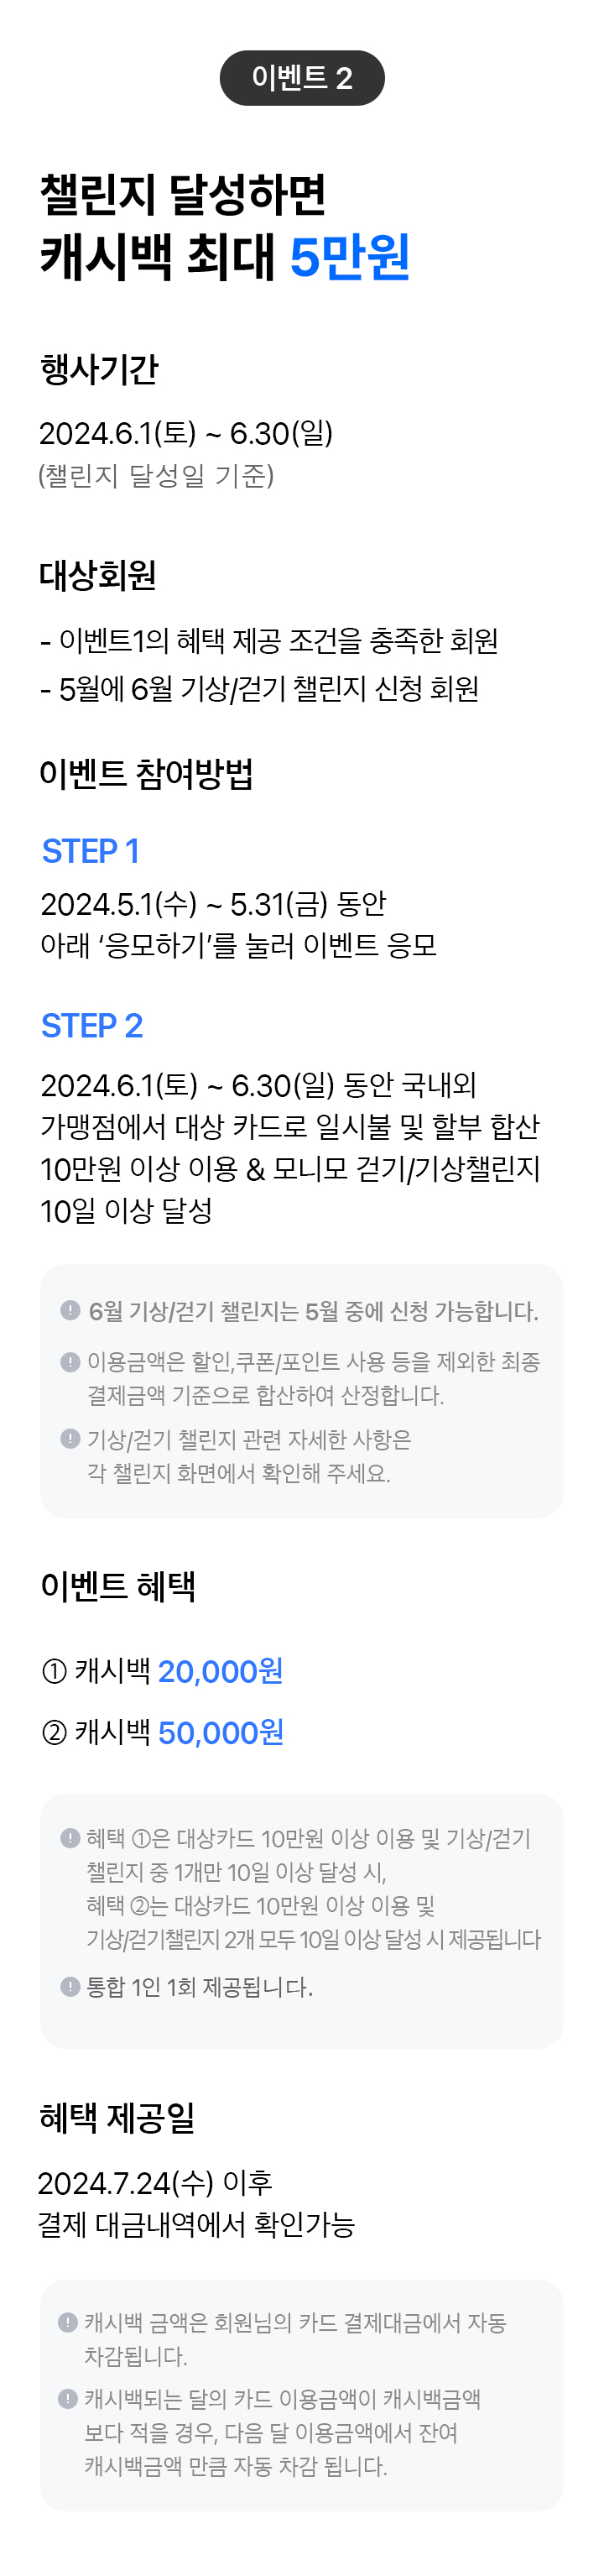 이벤트 2
챌린지 달성하면
캐시백 최대 5만원
행사기간
2024.6.1(토) ~ 6.30(일)
(챌린지 달성일 기준)
대상회원
- 이벤트1의 혜택 제공 조건을 충족한 회원
- 5월에 6월 기상/걷기 챌린지 신청 회원
이벤트 참여방법
STEP 1
2024.5.1(수) ~ 5.31(금) 동안
아래 ‘응모하기’를 눌러 이벤트 응모
STEP 2
2024.6.1(토) ~ 6.30(일) 동안 국내외
가맹점에서 대상 카드로 일시불 및 할부 합산
10만원 이상 이용 & 모니모 걷기/기상챌린지
10일 이상 달성
! 6월 기상/걷기 챌린지는 5월 중에 신청 가능합니다.
! 이용금액은 할인,쿠폰/포인트 사용 등을 제외한 최종
결제금액 기준으로 합산하여 산정합니다.
! 기상/걷기 챌린지 관련 자세한 사항은
각 챌린지 화면에서 확인해 주세요.
이벤트 혜택
① 캐시백 20,000원
② 캐시백 50,000원
! 혜택 ①은 대상카드 10만원 이상 이용 및 기상/걷기
챌린지 중 1개만 10일 이상 달성 시,
혜택 ②는 대상카드 10만원 이상 이용 및
기상/걷기챌린지 2개 모두 10일 이상 달성 시 제공됩니다
! 통합 1인 1회 제공됩니다.
혜택 제공일
2024.7.24(수) 이후
결제 대금내역에서 확인가능
! 캐시백 금액은 회원님의 카드 결제대금에서 자동
차감됩니다.
! 캐시백되는 달의 카드 이용금액이 캐시백금액
보다 적을 경우, 다음 달 이용금액에서 잔여
캐시백금액 만큼 자동 차감 됩니다.